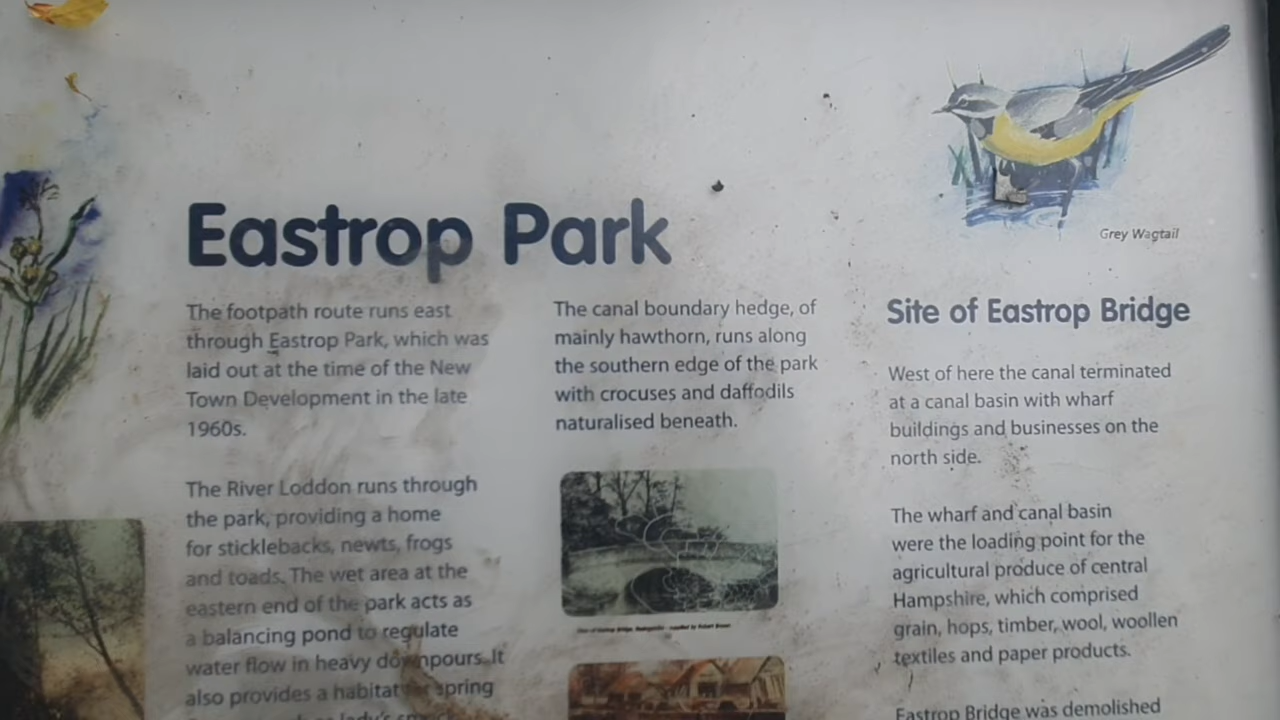 Eastrop Park
The footpath route runs east
through Eastrop Park, which was
laid out at the time of the New
Town Development in the late
1960s.
The River Loddon runs through
the park, providing a home
for sticklebacks, newts, frogs
and toads. The wet area at the
eastern end of the park acts as
a balancing pond to regulate
water flow in heavy downpours. It
also provides a habitat for spring
lady's smock
The canal boundary hedge, of
mainly hawthorn, runs along
the southern edge of the park
with crocuses and daffodils
naturalised beneath.
Grey Wagtail
Site of Eastrop Bridge
West of here the canal terminated
at a canal basin with wharf
buildings and businesses on the
north side.
The wharf and canal basin
were the loading point for the
agricultural produce of central
Hampshire, which comprised
grain, hops, timber, wool, woollen
textiles and paper products.
Eastrop Bridge was demolished